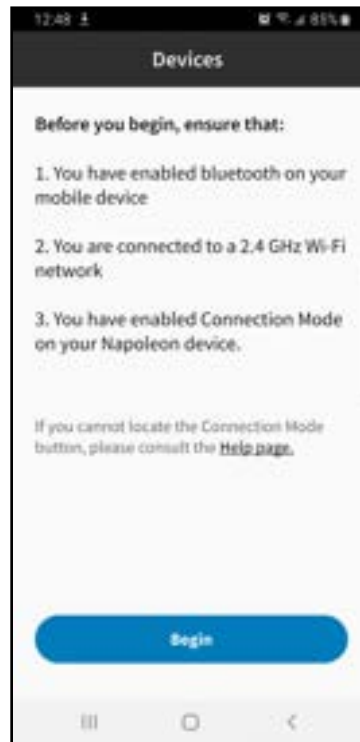 12:48 85%
Devices
Before you begin, ensure that:
1. You have enabled bluetooth on your
mobile device
2. You are connected to a 2.4 GHz Wi-Fi
network
3. You have enabled Connection Mode
on your Napoleon device.
If you cannot locate the Connection Mode
button, please consult the Help page.
Begin